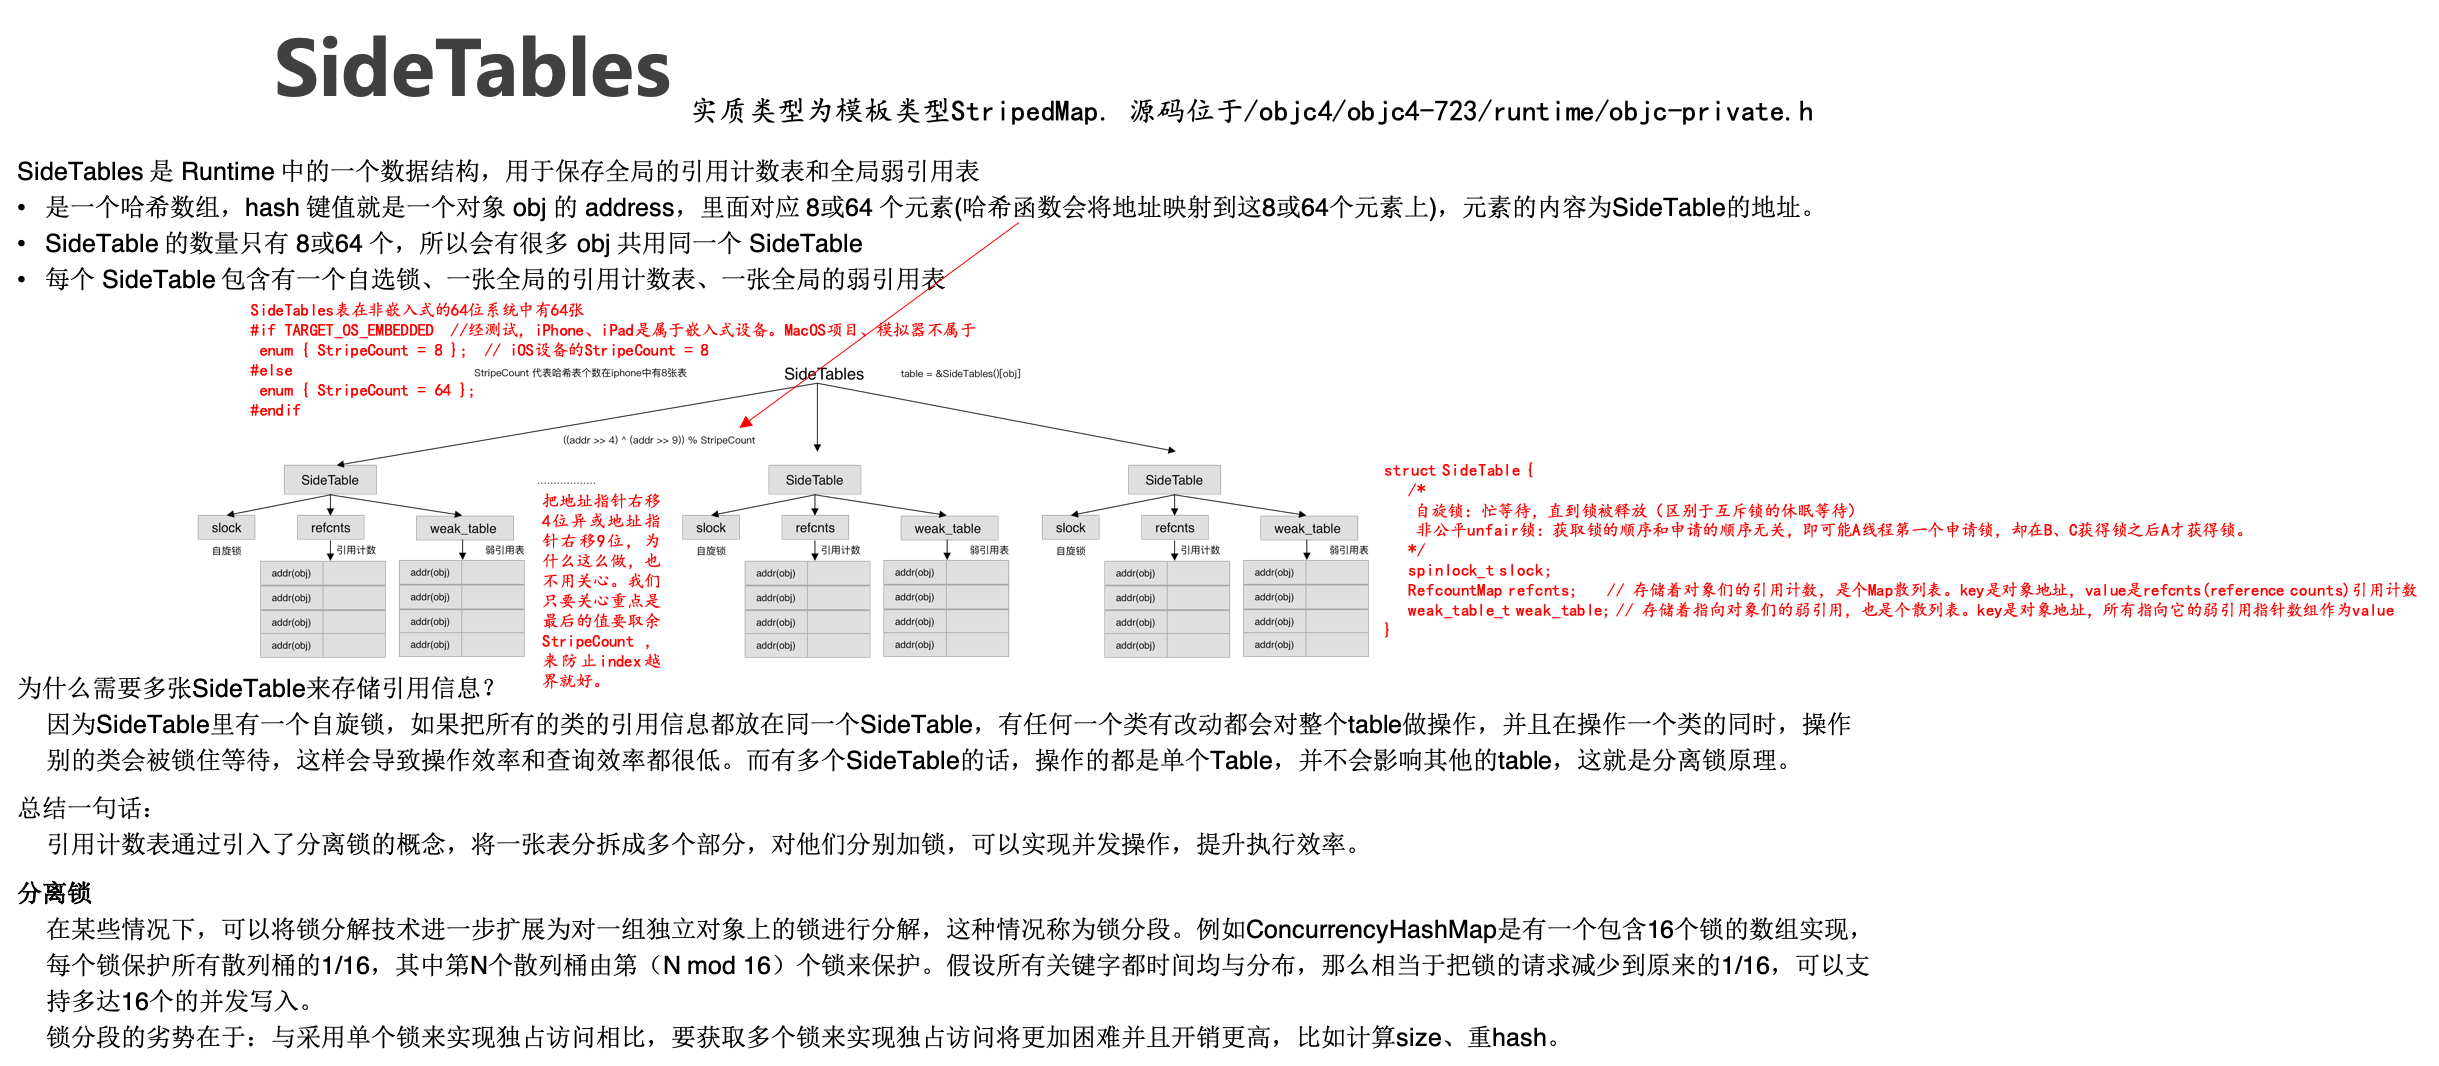 SideTables
实质类型为模板类型StripedMap. 源码位于/objc4/objc4-723/runtime/objc-private.h
SideTables 是 Runtime 中的一个数据结构，用于保存全局的引用计数表和全局弱引用表
• 是一个哈希数组，hash 键值就是一个对象 obj 的 address，里面对应 8或64 个元素(哈希函数会将地址映射到这8或64个元素上)，元素的内容为SideTable的地址。
• SideTable 的数量只有 8或64 个，所以会有很多 obj 共用同一个 SideTable
• 每个 SideTable 包含有一个自选锁、一张全局的引用计数表、一张全局的弱引用表
SideTables表在非嵌入式的64位系统中有64张
#if TARGET_OS_EMBEDDED //经测试, iPhone、iPad是属于嵌入式设备。MacOS项目、模拟器不属于
enum { StripeCount = 8 }; // iOS设备的StripeCount = 8
#else
enum { StripeCount = 64 };
#endif
StripeCount 代表哈希表个数在iphone中有8张表
SideTables
table = &SideTables()[obj]
((addr >> 4) ^ (addr >> 9)) % StripeCount
SideTable
slock
refcnts
weak_table
自旋锁
引用计数
弱引用表
addr(obj)
addr(obj)
addr(obj)
addr(obj)
addr(obj)
addr(obj)
addr(obj)
addr(obj)
..................
把地址指针右移
4位异或地址指
针右移9位, 为
什么这么做, 也
不用关心。我们
只要关心重点是
最后的值要取余
StripeCount ,
来防止index越
界就好。
SideTable
slock
refcnts
weak_table
自旋锁
引用计数
弱引用表
addr(obj)
addr(obj)
addr(obj)
addr(obj)
addr(obj)
addr(obj)
addr(obj)
addr(obj)
SideTable
slock
refcnts
weak_table
自旋锁
引用计数
弱引用表
addr(obj)
addr(obj)
addr(obj)
addr(obj)
addr(obj)
addr(obj)
addr(obj)
addr(obj)
struct SideTable {
/*
自旋锁: 忙等待, 直到锁被释放 (区别于互斥锁的休眠等待)
非公平unfair锁: 获取锁的顺序和申请的顺序无关, 即可能A线程第一个申请锁, 却在B、C获得锁之后A才获得锁。
*/
spinlock_t slock;
RefcountMap refcnts; // 存储着对象们的引用计数, 是个Map散列表。key是对象地址, value是refcnts(reference counts)引用计数
weak_table_t weak_table; // 存储着指向对象们的弱引用, 也是个散列表。key是对象地址, 所有指向它的弱引用指针数组作为value
}
为什么需要多张SideTable来存储引用信息？
因为SideTable里有一个自旋锁，如果把所有的类的引用信息都放在同一个SideTable，有任何一个类有改动都会对整个table做操作，并且在操作一个类的同时，操作
别的类会被锁住等待，这样会导致操作效率和查询效率都很低。而有多个SideTable的话，操作的都是单个Table，并不会影响其他的table，这就是分离锁原理。
总结一句话：
引用计数表通过引入了分离锁的概念，将一张表分拆成多个部分，对他们分别加锁，可以实现并发操作，提升执行效率。
分离锁
在某些情况下，可以将锁分解技术进一步扩展为对一组独立对象上的锁进行分解，这种情况称为锁分段。例如ConcurrencyHashMap是有一个包含16个锁的数组实现，
每个锁保护所有散列桶的1/16，其中第N个散列桶由第（N mod 16）个锁来保护。假设所有关键字都时间均与分布，那么相当于把锁的请求减少到原来的1/16，可以支
持多达16个的并发写入。
锁分段的劣势在于：与采用单个锁来实现独占访问相比，要获取多个锁来实现独占访问将更加困难并且开销更高，比如计算size、重hash。